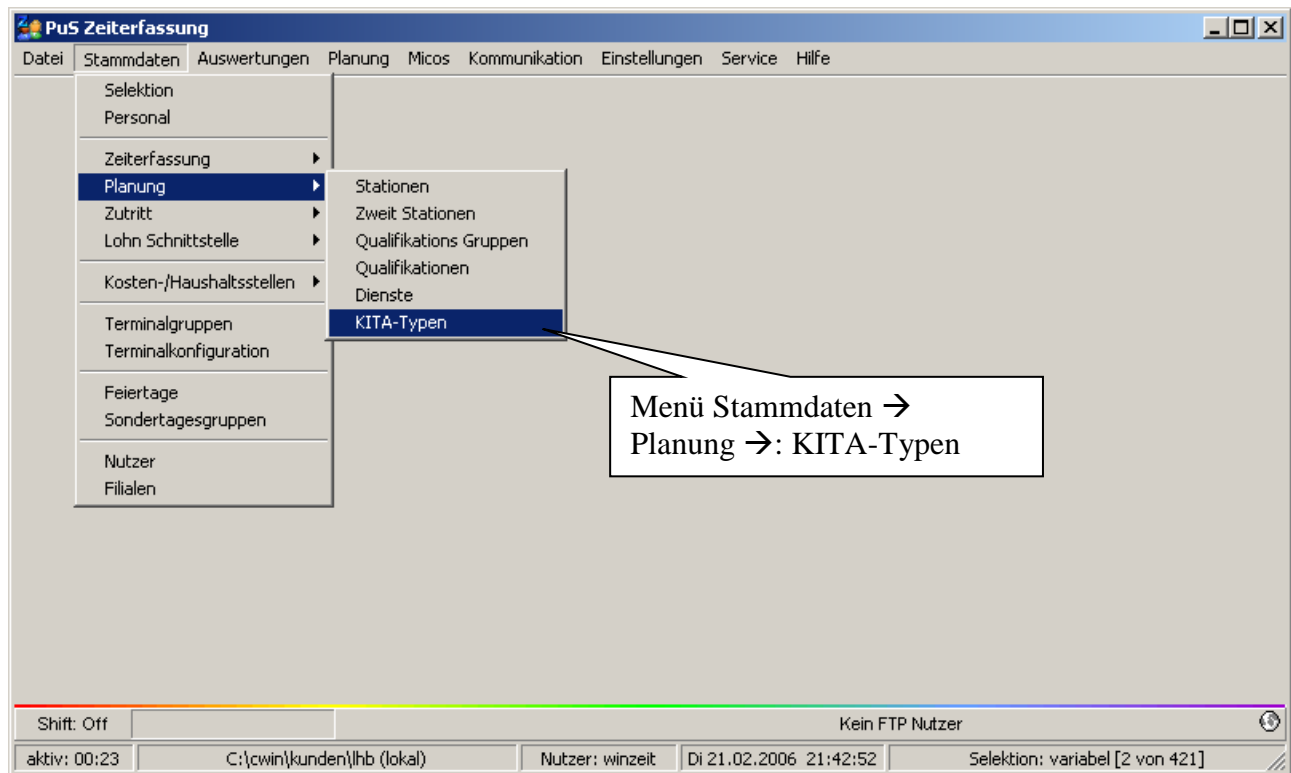 PuS Zeiterfassung
Datei Stammdaten Auswertungen Planung Micos Kommunikation Einstellungen Service Hilfe
Selektion
Personal
Zeiterfassung
Planung
Zutritt
Lohn Schnittstelle
Kosten-/Haushaltsstellen
Terminalgruppen
Terminalkonfiguration
Feiertage
Sondertagesgruppen
Nutzer
Filialen
Stationen
Zweit Stationen
Qualifikations Gruppen
Qualifikationen
Dienste
KITA-Typen
Menü Stammdaten →
Planung →: KITA-Typen
Shift: Off Kein FTP Nutzer
aktiv: 00:23 C:\cwin\kunden\lhb (lokal) Nutzer: winzeit Di 21.02.2006 21:42:52 Selektion: variabel [2 von 421]